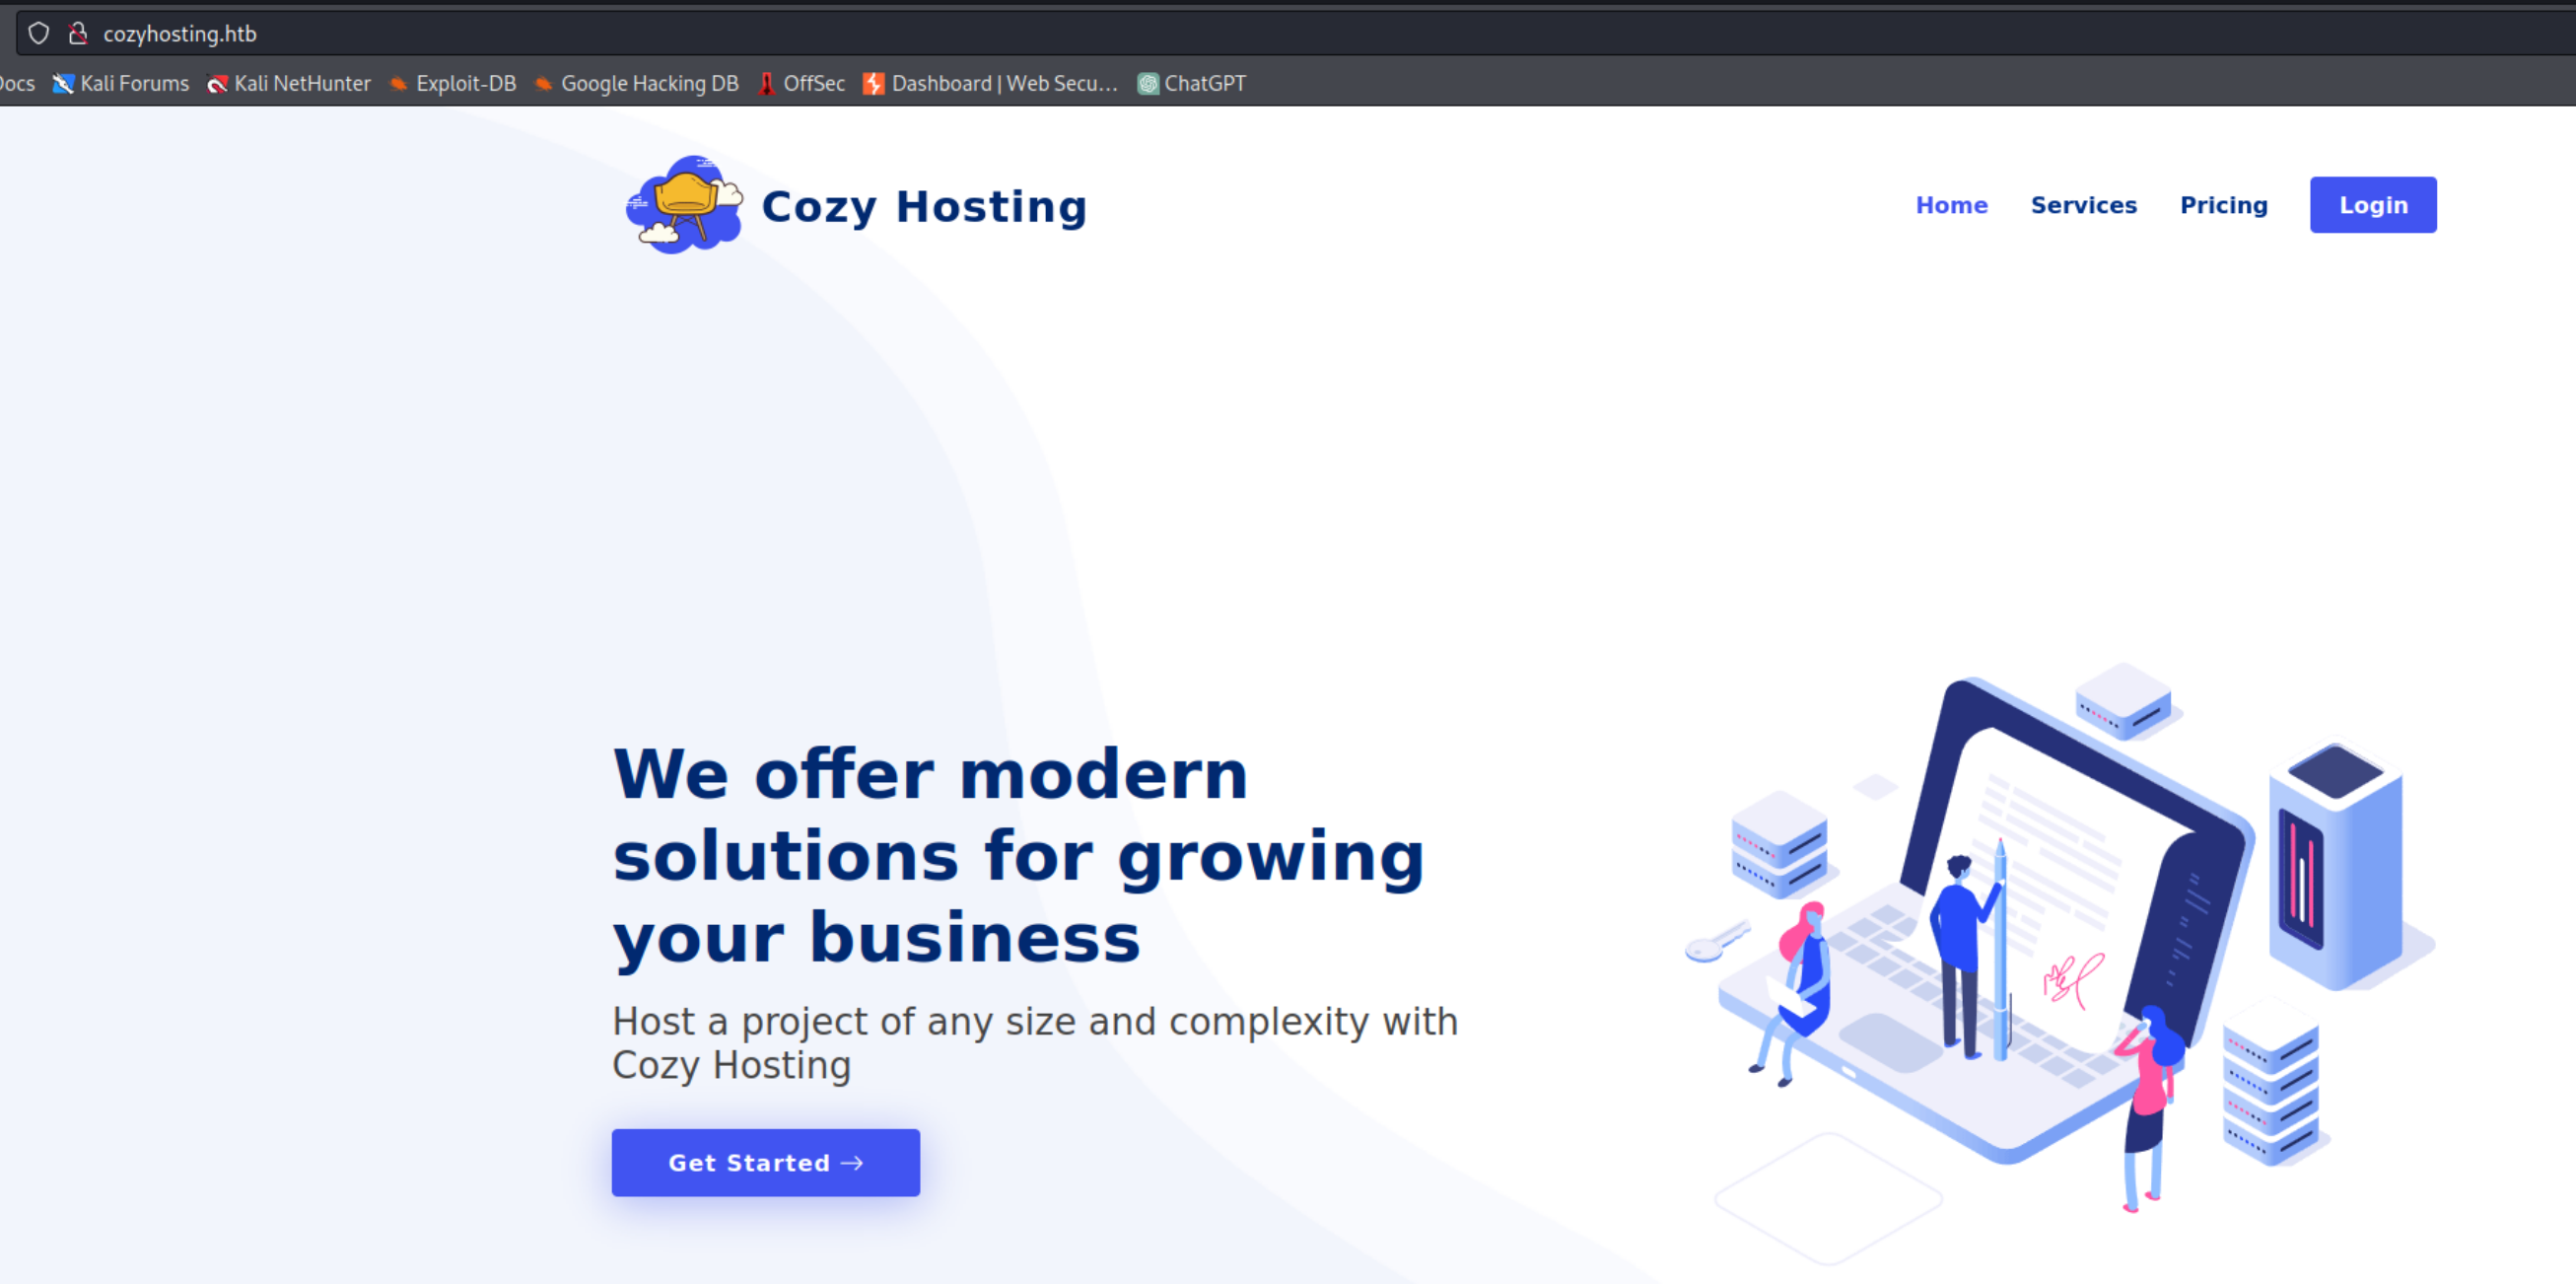 cozyhosting.htb
Docs Kali Forums Kali NetHunter Exploit-DB Google Hacking DB OffSec Dashboard | Web Secu... ChatGPT
Cozy Hosting
Home Services Pricing Login
We offer modern
solutions for growing
your business
Host a project of any size and complexity with
Cozy Hosting
Get Started →